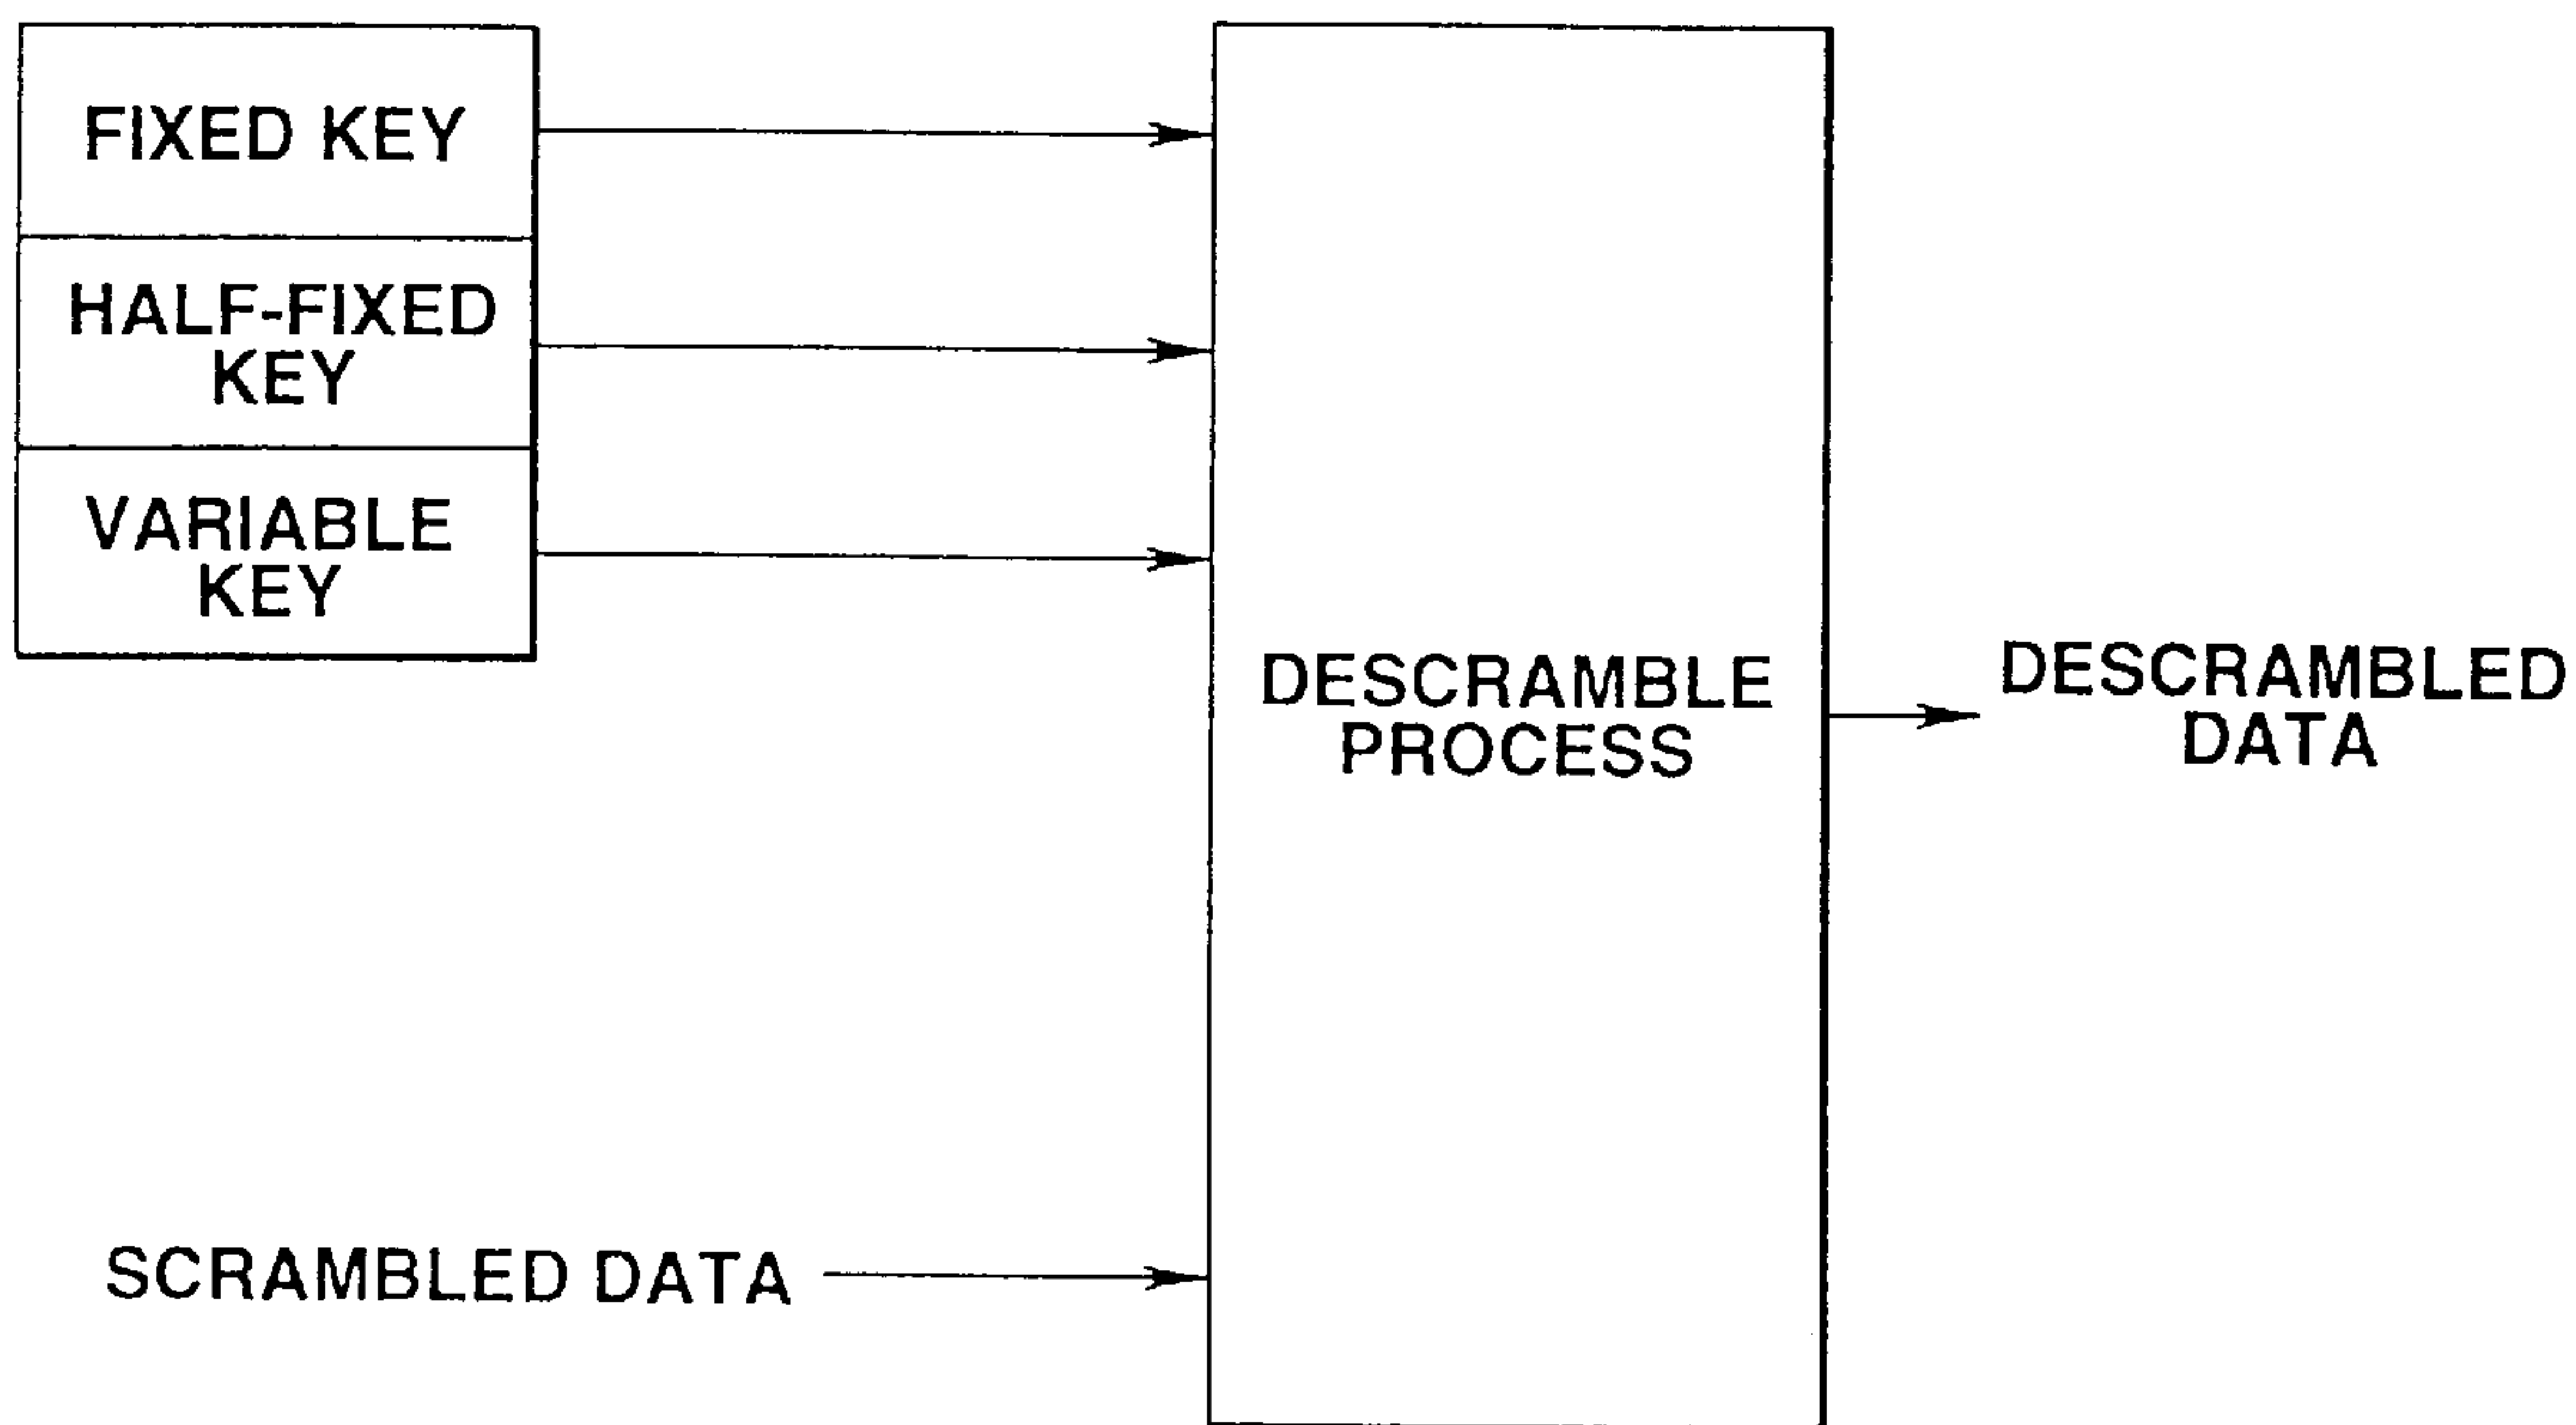 FIXED KEY
HALF-FIXED
KEY
VARIABLE
KEY
DESCRAMBLE
PROCESS
DESCRAMBLED
DATA
SCRAMBLED DATA